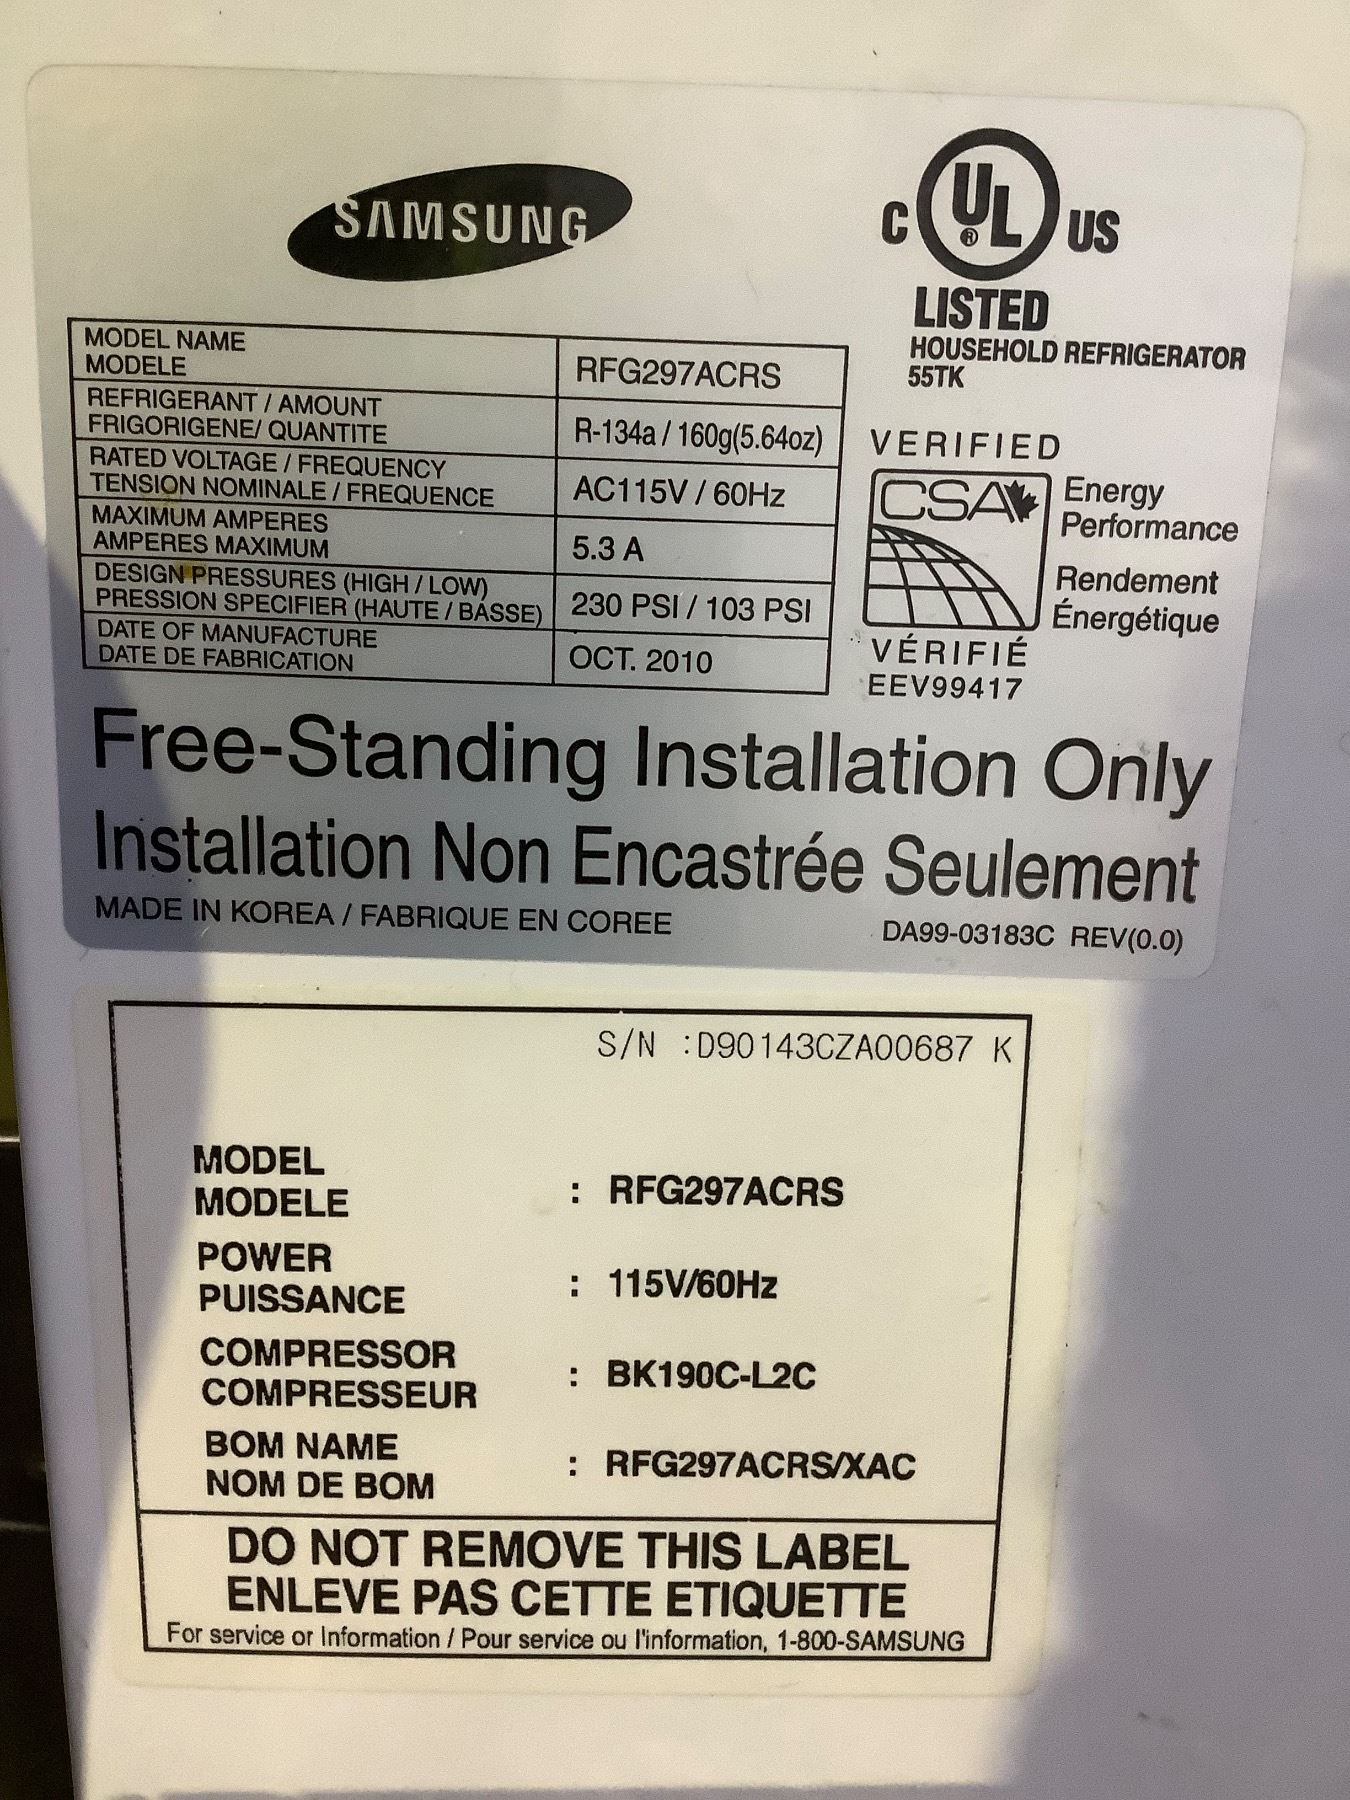 SAMSUNG
C UL® US
LISTED
HOUSEHOLD REFRIGERATOR
55TK
MODEL NAME
MODELE
RFG297ACRS
REFRIGERANT / AMOUNT
FRIGORIGENE/ QUANTITE
R-134a / 160g(5.64oz)
RATED VOLTAGE / FREQUENCY
TENSION NOMINALE / FREQUENCE
AC115V / 60Hz
MAXIMUM AMPERES
AMPERES MAXIMUM
5.3 A
DESIGN PRESSURES (HIGH / LOW)
PRESSION SPECIFIER (HAUTE / BASSE)
230 PSI / 103 PSI
DATE OF MANUFACTURE
DATE DE FABRICATION
OCT. 2010
VERIFIED
CSA
Energy
Performance
Rendement
Énergétique
VÉRIFIÉ
EEV99417
Free-Standing Installation Only
Installation Non Encastrée Seulement
MADE IN KOREA / FABRIQUE EN COREE
DA99-03183C REV(0.0)
S/N :D90143CZA00687 K
MODEL
MODELE
: RFG297ACRS
POWER
PUISSANCE
: 115V/60Hz
COMPRESSOR
COMPRESSEUR
: BK190C-L2C
BOM NAME
NOM DE BOM
: RFG297ACRS/XAC
DO NOT REMOVE THIS LABEL
ENLEVE PAS CETTE ETIQUETTE
For service or Information / Pour service ou l'information, 1-800-SAMSUNG